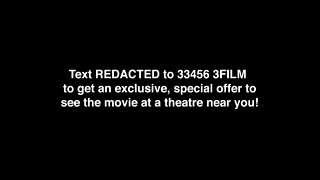 Text REDACTED to 33456 3FILM
to get an exclusive, special offer to
see the movie at a theatre near you!